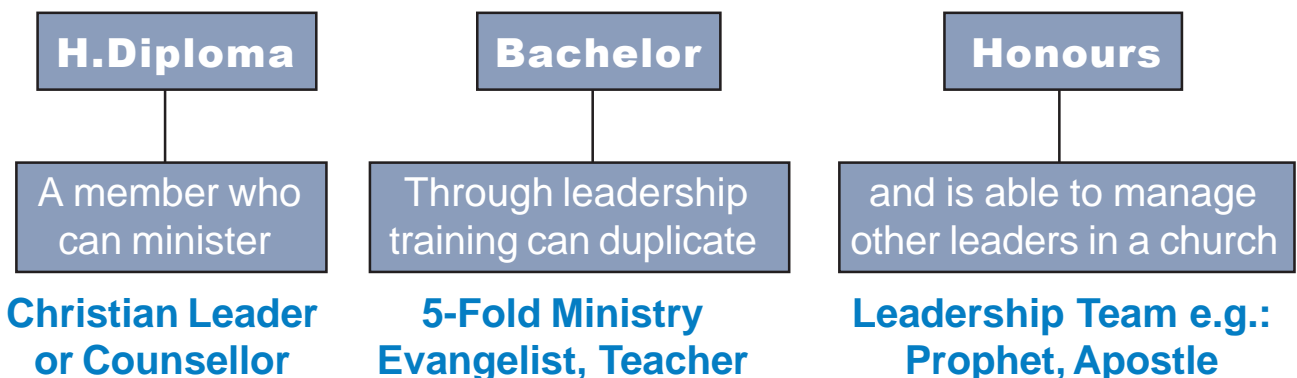 H.Diploma
A member who
can minister
Christian Leader
or Counsellor
Bachelor
Through leadership
training can duplicate
5-Fold Ministry
Evangelist, Teacher
Honours
and is able to manage
other leaders in a church
Leadership Team e.g.:
Prophet, Apostle